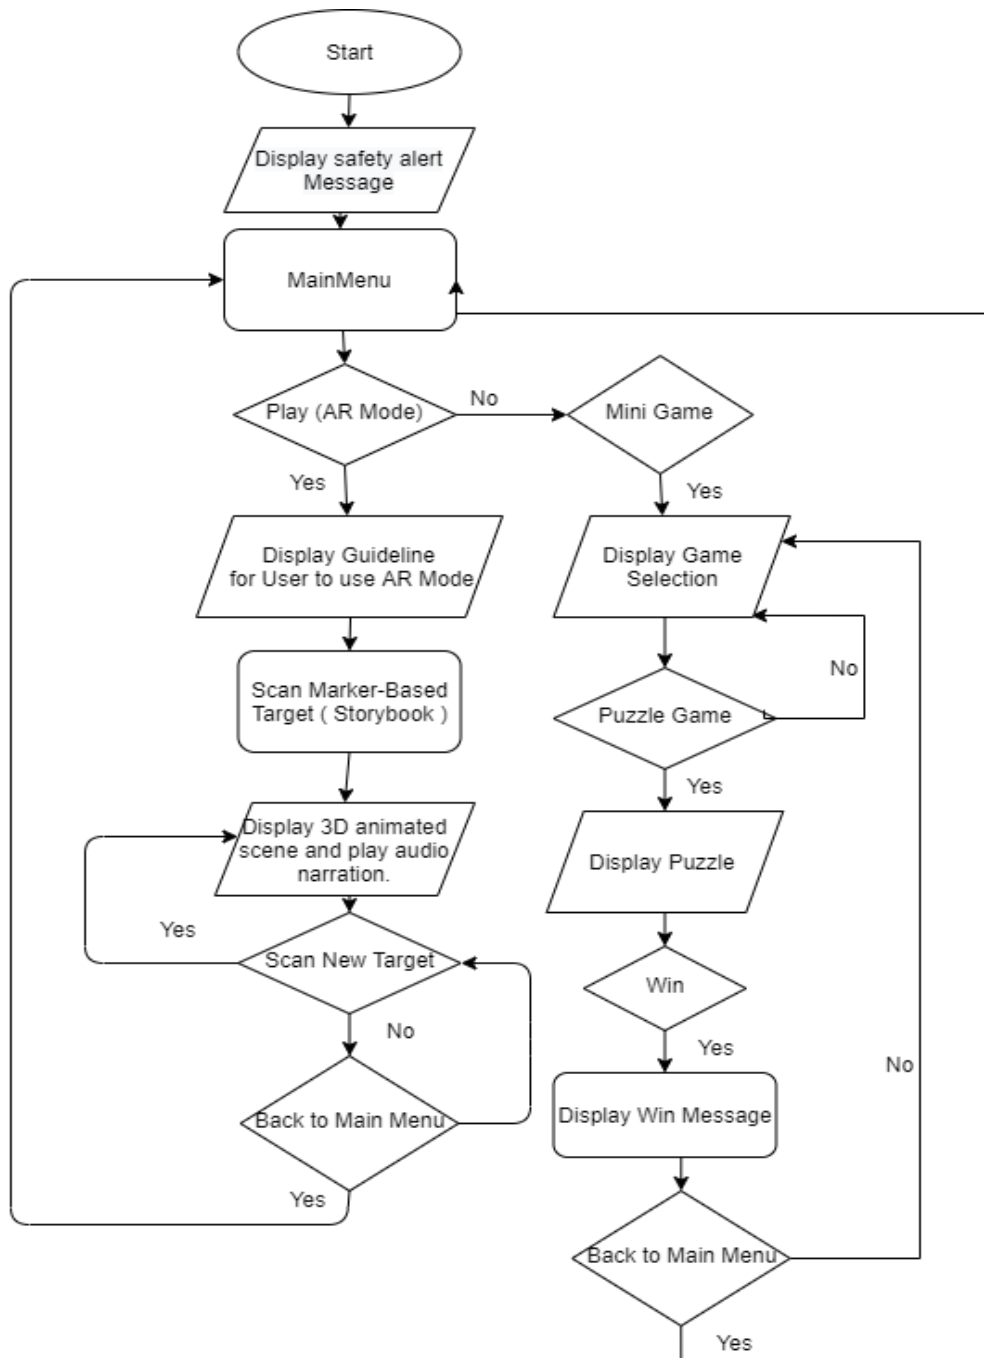 Start
Display safety alert
Message
MainMenu
Play (AR Mode)
No
Mini Game
Yes
Yes
Display Guideline
for User to use AR Mode
Display Game
Selection
No
Scan Marker-Based
Target ( Storybook )
Puzzle Game
Yes
Display 3D animated
scene and play audio
narration.
Display Puzzle
Yes
Scan New Target
Win
No
Yes
No
Back to Main Menu
Display Win Message
Yes
Back to Main Menu
Yes